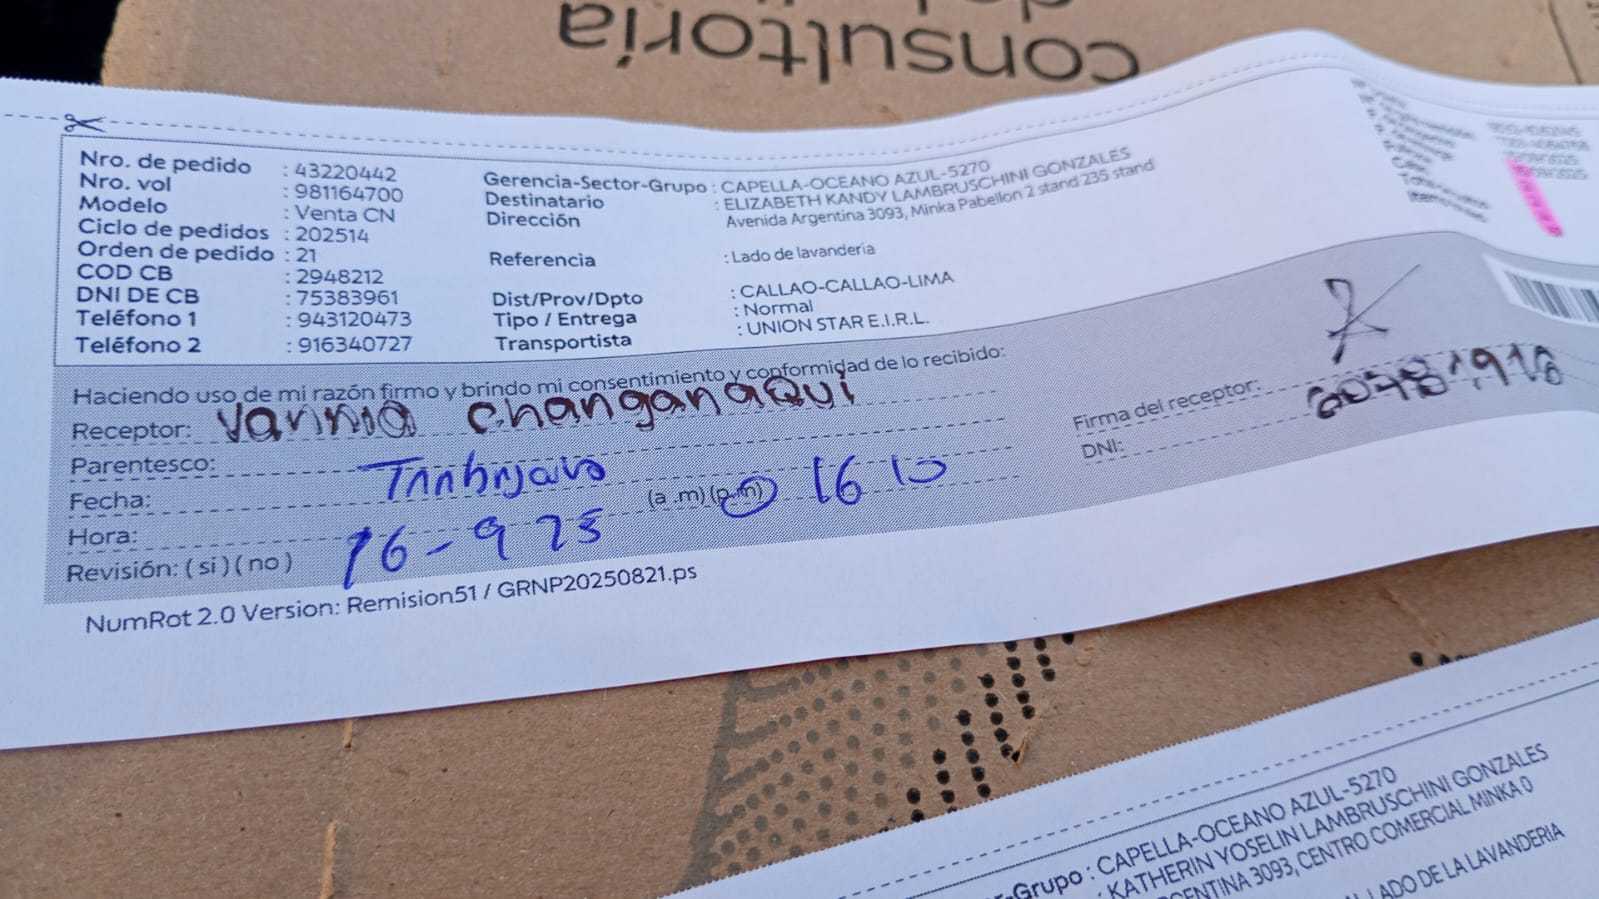 consultoría
Nro. de pedido : 43220442
Nro. vol : 981164700
Modelo : Venta CN
Ciclo de pedidos : 202514
Orden de pedido : 21
COD CB : 2948212
DNI DE CB : 75383961
Teléfono 1 : 943120473
Teléfono 2 : 916340727
Gerencia-Sector-Grupo : CAPELLA-OCEANO AZUL-5270
Destinatario : ELIZABETH KANDY LAMBRUSCHINI GONZALES
Dirección Avenida Argentina 3093, Minka Pabellon 2 stand 235 stand
Referencia : Lado de lavanderia
Dist/Prov/Dpto : CALLAO-CALLAO-LIMA
Tipo / Entrega : Normal
Transportista : UNION STAR E.I.R.L.
Haciendo uso de mi razón firmo y brindo mi consentimiento y conformidad de lo recibido:
Receptor: Vannia Changanaqui
Parentesco:
Fecha:
Hora: (a .m) (p.m) 16 10
Revisión: ( si ) ( no ) 16-9 25
Firma del receptor:
DNI:
NumRot 2.0 Version: Remision51 / GRNP20250821.ps
r-Grupo : CAPELLA-OCEANO AZUL-5270
: KATHERIN YOSELIN LAMBRUSCHINI GONZALES
GENTINA 3093, CENTRO COMERCIAL MINKA 0
LADO DE LA LAVANDERIA